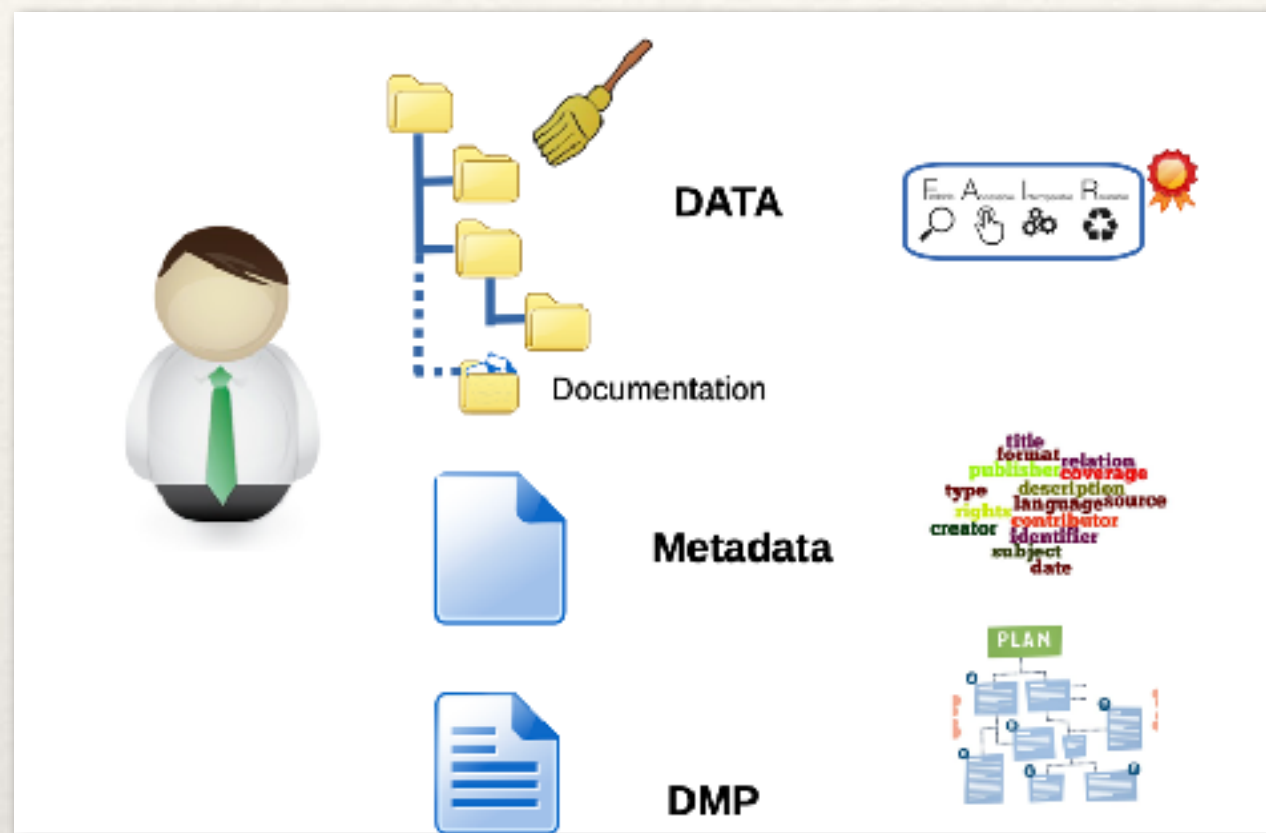 DATA
F A I R
Documentation
title
format relation
publisher coverage
type description
rights language source
creator contributor
identifier
subject
date
Metadata
PLAN
DMP